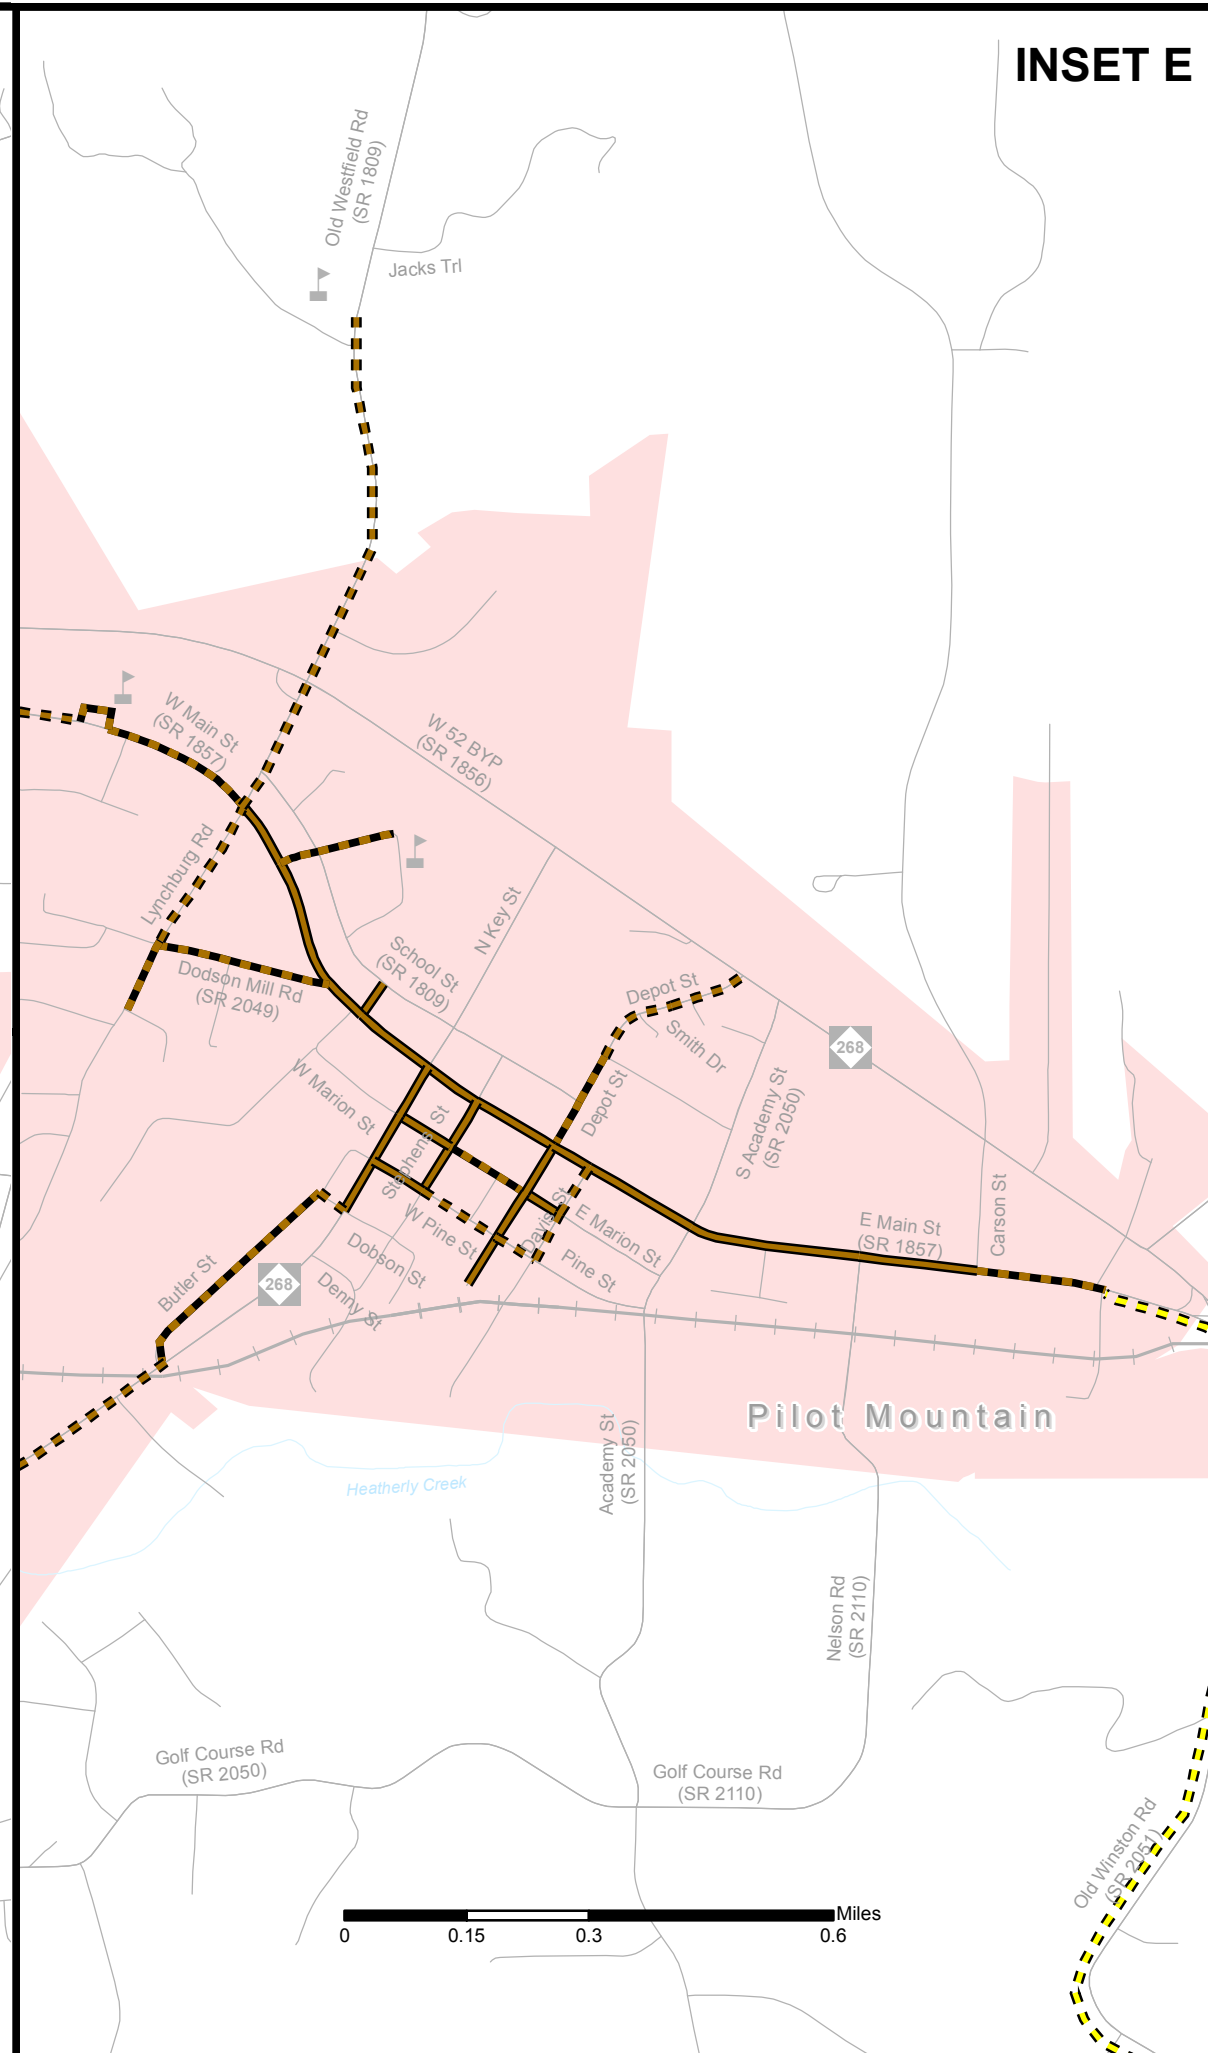 INSET E
Old Westfield Rd
(SR 1809)
Jacks Trl
W Main St
(SR 1857)
W 52 BYP
(SR 1856)
Lynchburg Rd
N Key St
School St
(SR 1809)
Dodson Mill Rd
(SR 2049)
Depot St
Smith Dr
268
W Marion St
Stephens St
Depot St
S Academy St
(SR 2050)
Davis St
W Pine St
E Marion St
Pine St
E Main St
(SR 1857)
Carson St
Butler St
268
Dobson St
Denny St
Pilot Mountain
Academy St
(SR 2050)
Heatherly Creek
Nelson Rd
(SR 2110)
Golf Course Rd
(SR 2050)
Golf Course Rd
(SR 2110)
Old Winston Rd
(SR 2051)
Miles
0 0.15 0.3 0.6